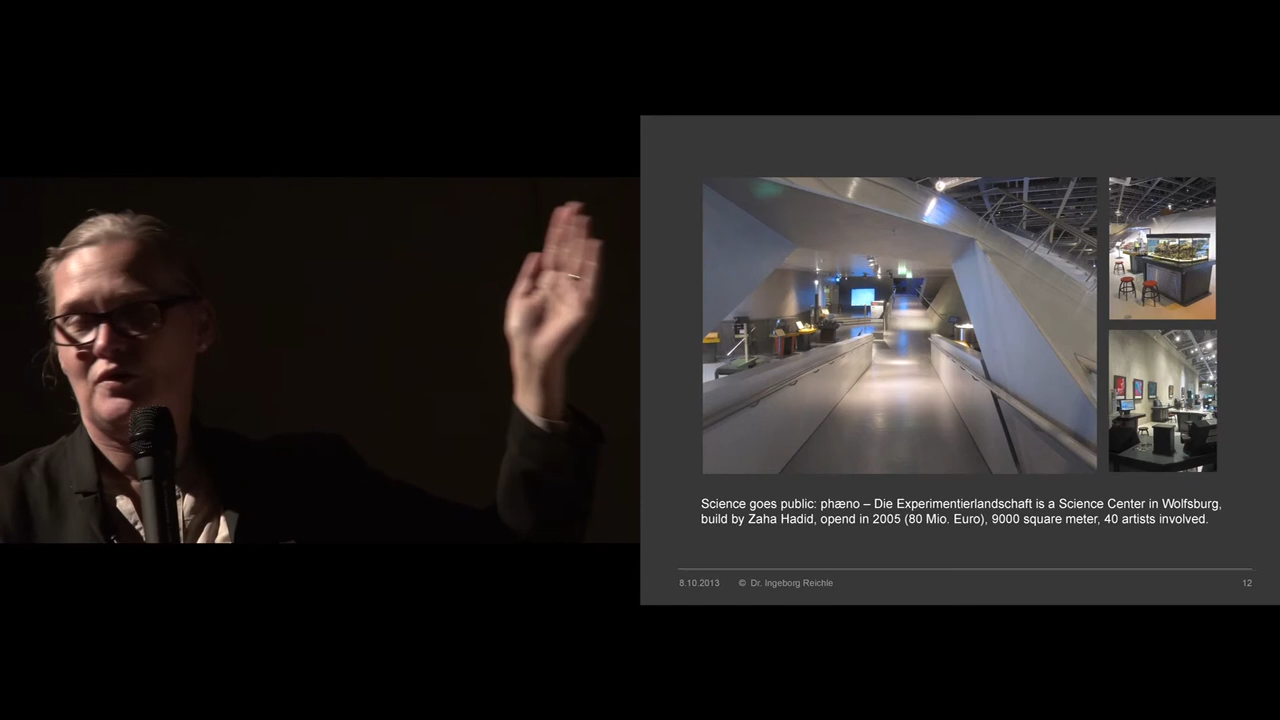 Science goes public: phæno – Die Experimentierlandschaft is a Science Center in Wolfsburg,
build by Zaha Hadid, opend in 2005 (80 Mio. Euro), 9000 square meter, 40 artists involved.
8.10.2013 © Dr. Ingeborg Reichle 12